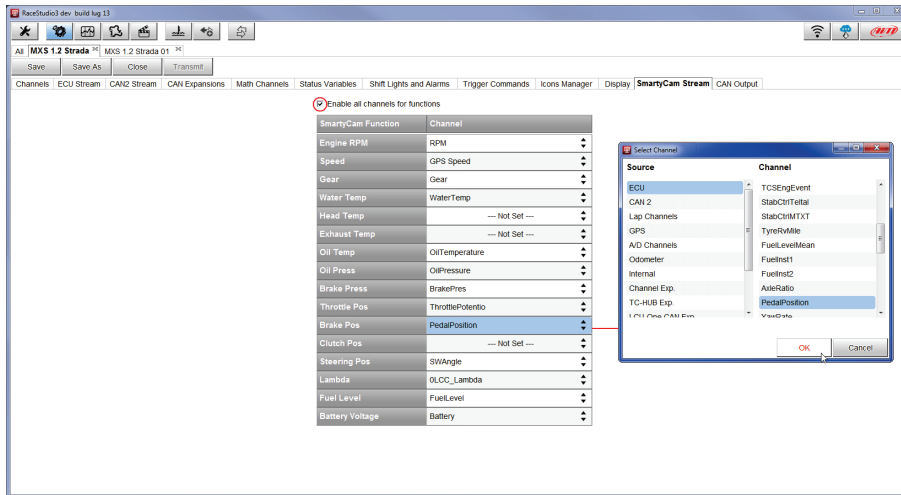 RaceStudio3 dev build lug 13
AiM
All MXS 1.2 Strada MXS 1.2 Strada 01
Save Save As Close Transmit
Channels ECU Stream CAN2 Stream CAN Expansions Math Channels Status Variables Shift Lights and Alarms Trigger Commands Icons Manager Display SmartyCam Stream CAN Output
Enable all channels for functions
SmartyCam Function Channel
Engine RPM RPM
Speed GPS Speed
Gear Gear
Water Temp WaterTemp
Head Temp --- Not Set ---
Exhaust Temp --- Not Set ---
Oil Temp OilTemperature
Oil Press OilPressure
Brake Press BrakePres
Throttle Pos ThrottlePotentio
Brake Pos PedalPosition
Clutch Pos --- Not Set ---
Steering Pos SWAngle
Lambda 0LCC_Lambda
Fuel Level FuelLevel
Battery Voltage Battery
Select Channel
Source Channel
ECU TCSEngEvent
CAN 2 StabCtrlTeltal
Lap Channels StabCtrlMTXT
GPS TyreRvMile
A/D Channels FuelLevelMean
Odometer FuelInst1
Internal FuelInst2
Channel Exp. AxleRatio
TC-HUB Exp. PedalPosition
LCU One CAN Exp YawRate
OK Cancel